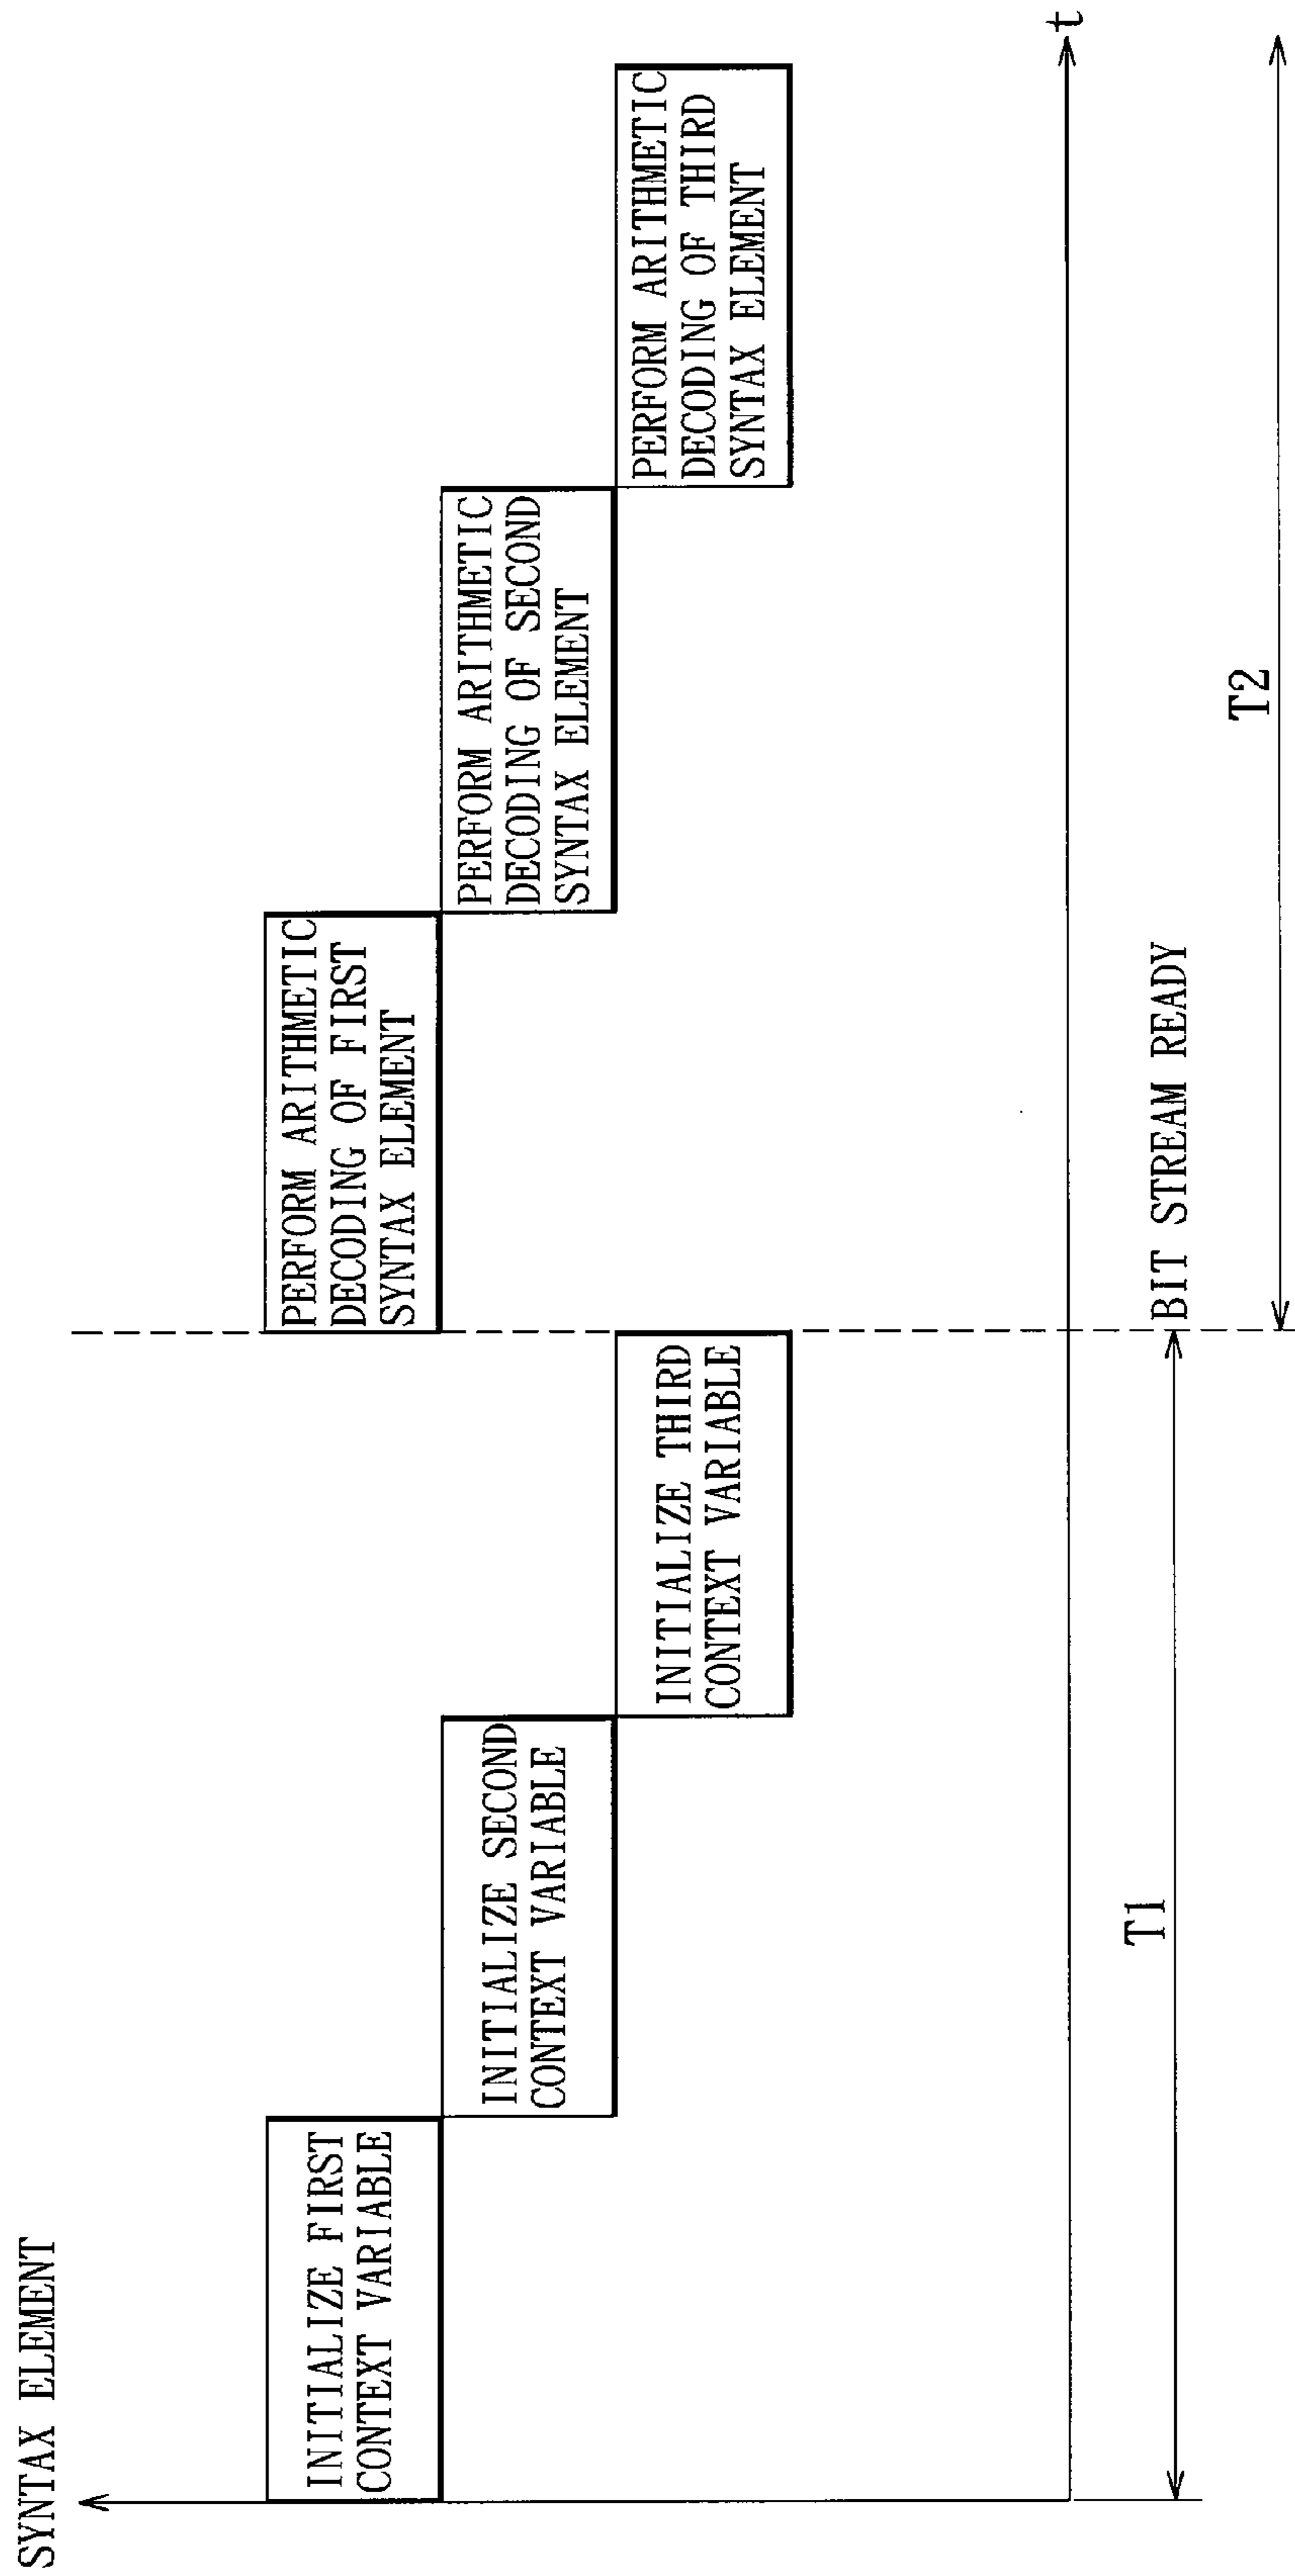 SYNTAX ELEMENT
INITIALIZE FIRST
CONTEXT VARIABLE
INITIALIZE SECOND
CONTEXT VARIABLE
INITIALIZE THIRD
CONTEXT VARIABLE
PERFORM ARITHMETIC
DECODING OF FIRST
SYNTAX ELEMENT
PERFORM ARITHMETIC
DECODING OF SECOND
SYNTAX ELEMENT
PERFORM ARITHMETIC
DECODING OF THIRD
SYNTAX ELEMENT
t
BIT STREAM READY
T1
T2